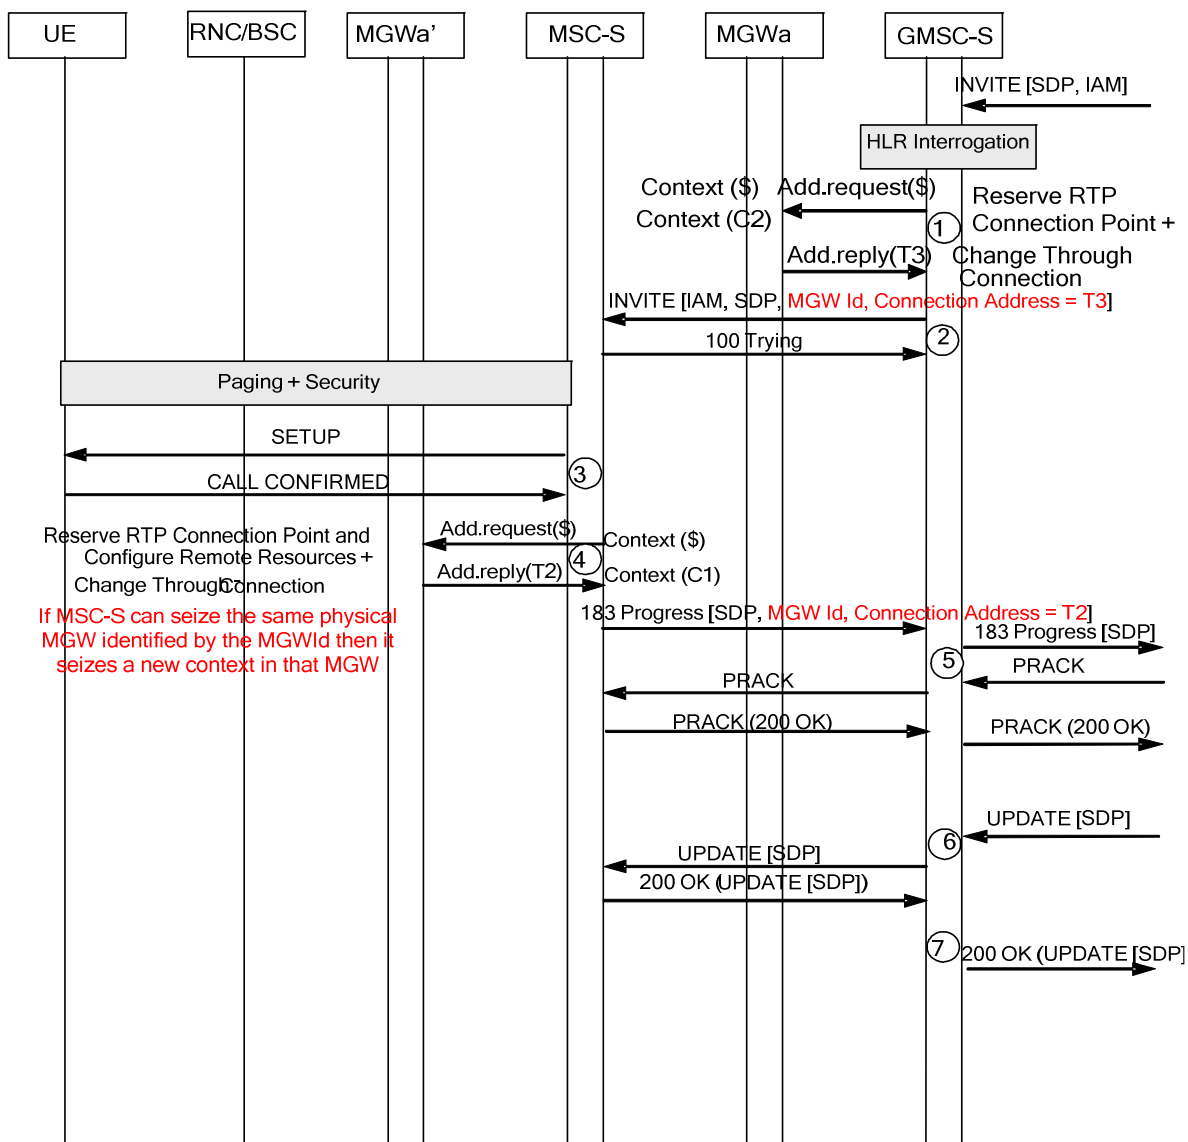 UE
RNC/BSC
MGWa'
MSC-S
MGWa
GMSC-S
INVITE [SDP, IAM]
HLR Interrogation
Context ($)
Add.request($)
Reserve RTP
Context (C2)
1
Connection Point +
Add.reply(T3)
Change Through
Connection
INVITE [IAM, SDP, MGW Id, Connection Address = T3]
100 Trying
2
Paging + Security
SETUP
3
CALL CONFIRMED
Reserve RTP Connection Point and
Add.request($)
Context ($)
Configure Remote Resources +
4
Change Through-
Connection
Add.reply(T2)
Context (C1)
If MSC-S can seize the same physical
MGW identified by the MGWId then it
seizes a new context in that MGW
183 Progress [SDP, MGW Id, Connection Address = T2]
183 Progress [SDP]
5
PRACK
PRACK
PRACK (200 OK)
PRACK (200 OK)
UPDATE [SDP]
6
UPDATE [SDP]
200 OK (UPDATE [SDP])
7
200 OK (UPDATE [SDP]